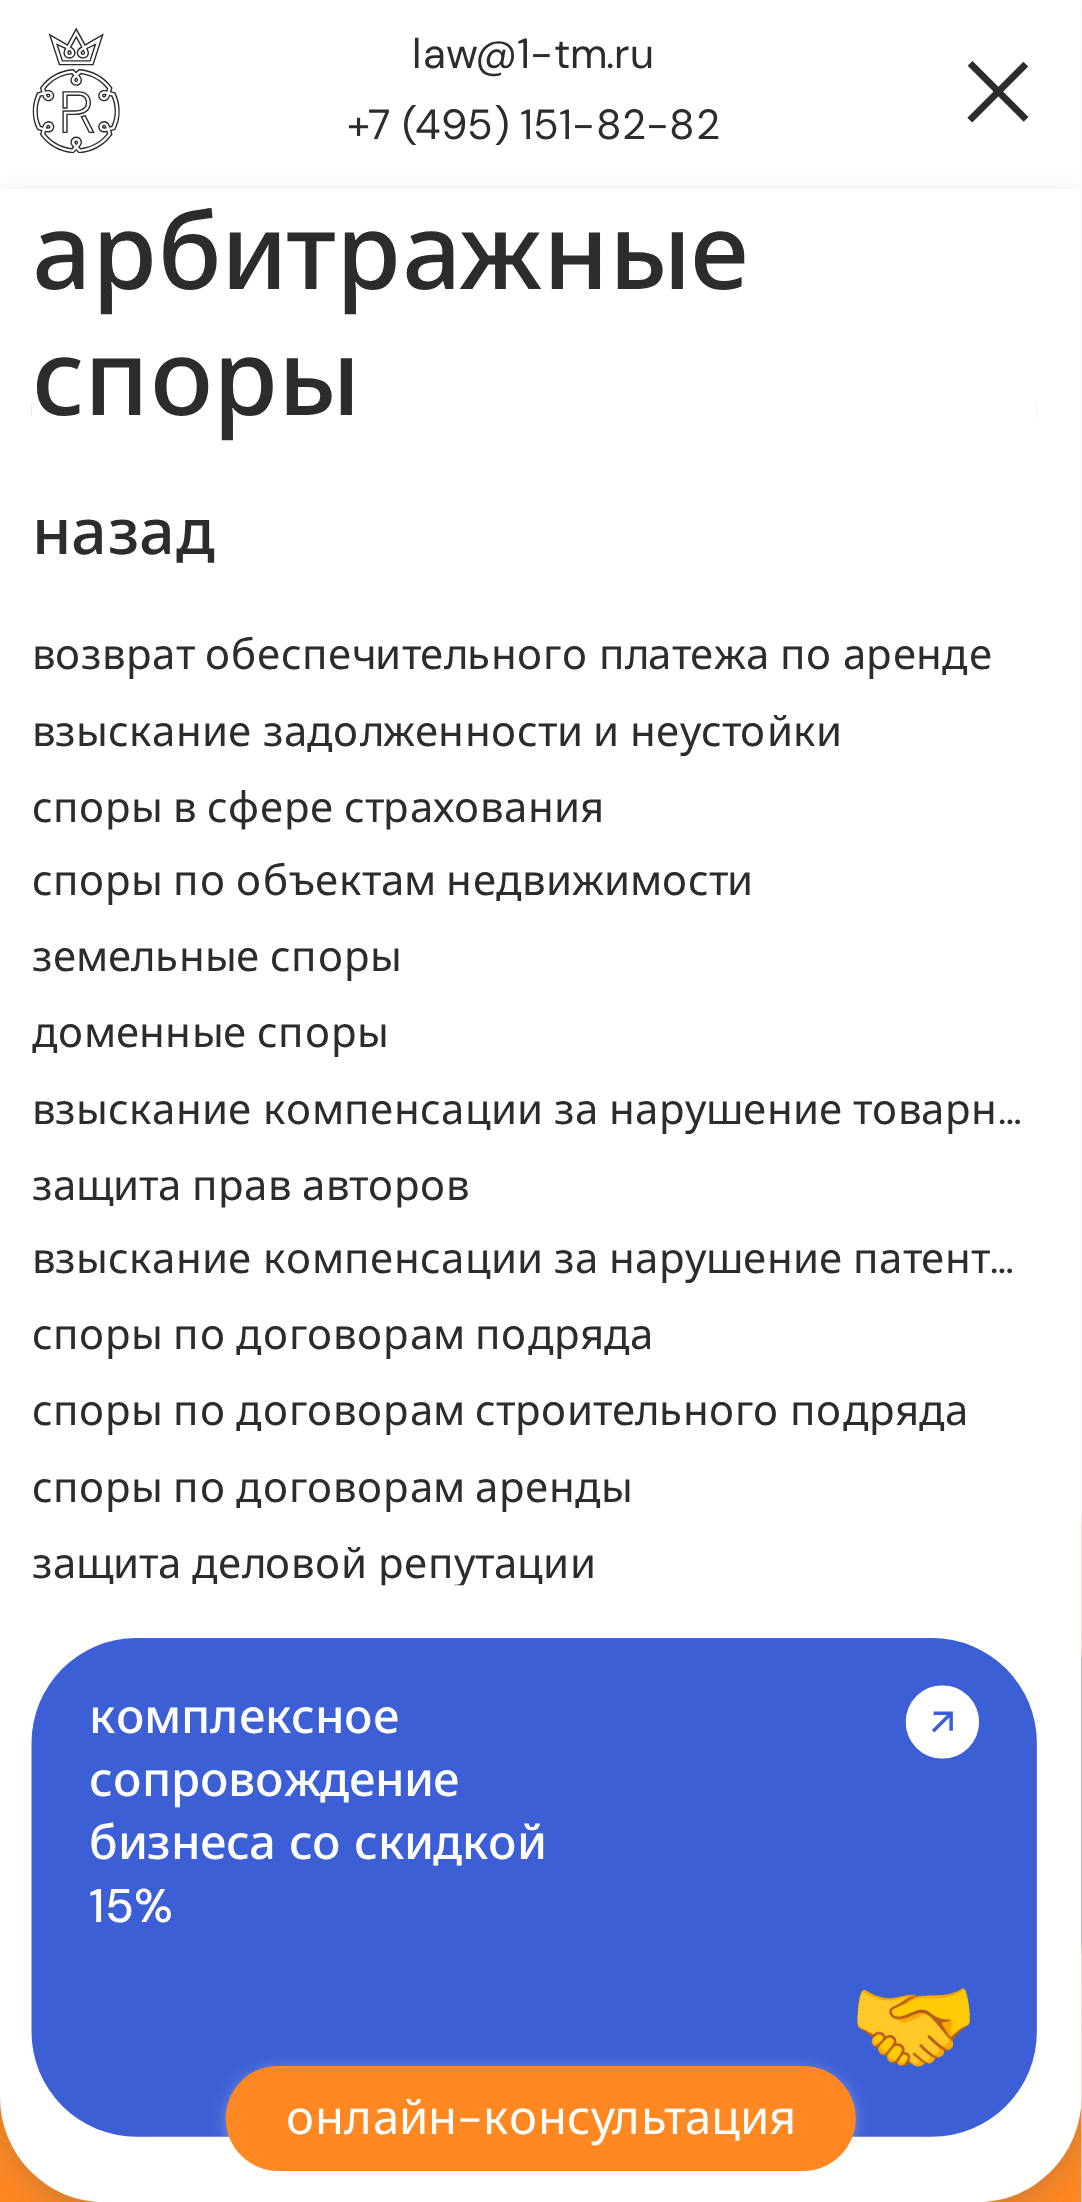 law@1-tm.ru
+7 (495) 151-82-82
R
арбитражные
споры
назад
возврат обеспечительного платежа по аренде
взыскание задолженности и неустойки
споры в сфере страхования
споры по объектам недвижимости
земельные споры
доменные споры
взыскание компенсации за нарушение товарн...
защита прав авторов
взыскание компенсации за нарушение патент...
споры по договорам подряда
споры по договорам строительного подряда
споры по договорам аренды
защита деловой репутации
комплексное
сопровождение
бизнеса со скидкой
15%
онлайн-консультация